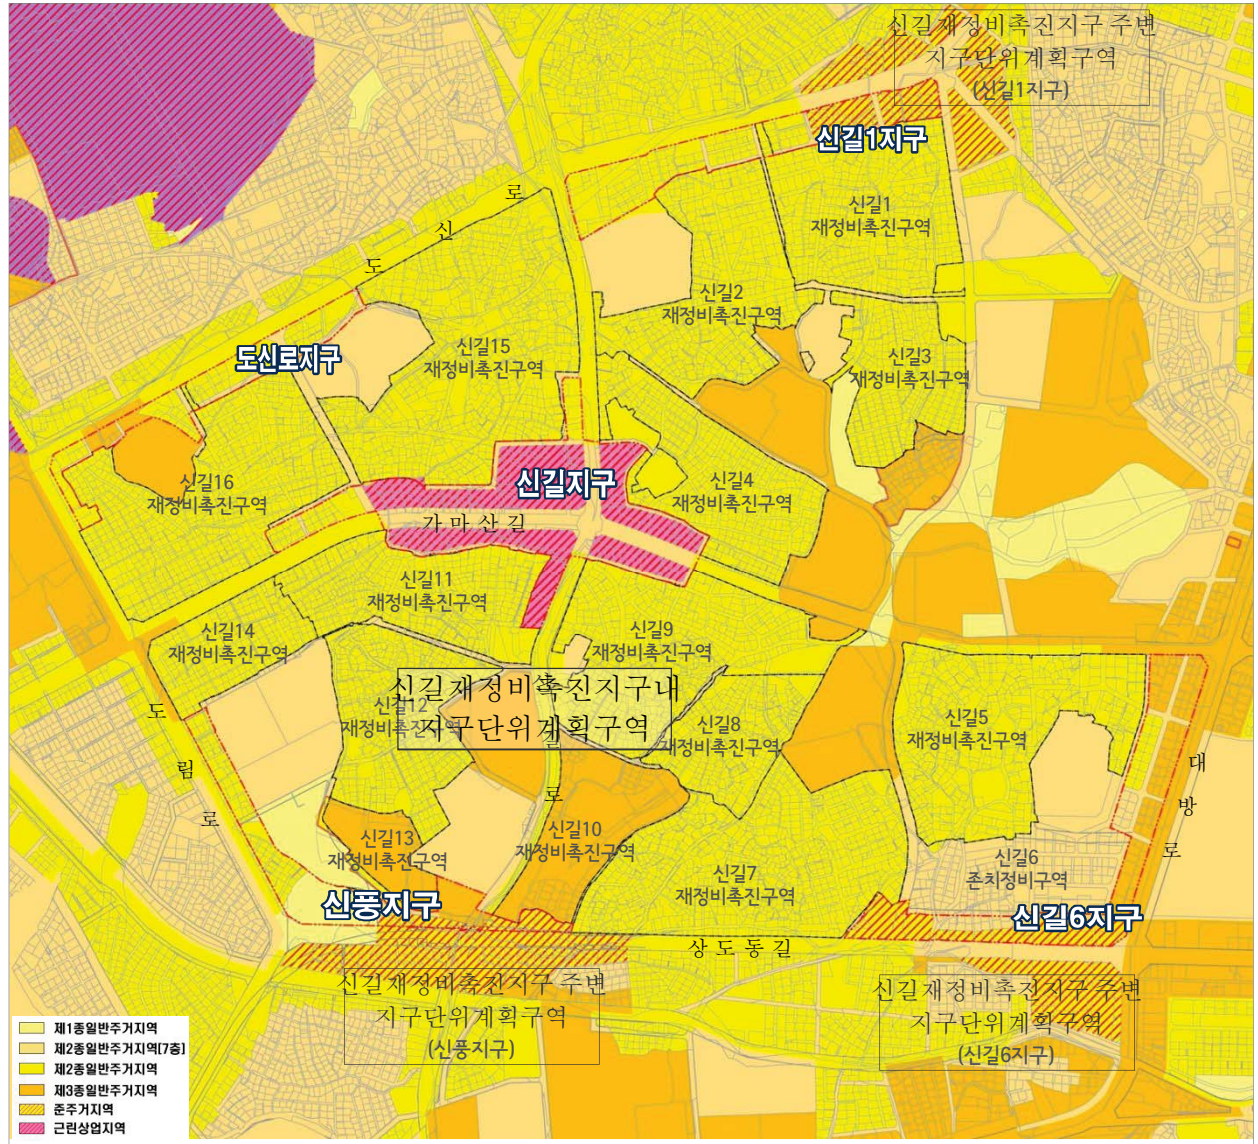 신길재정비촉진지구 주변
지구단위계획구역
(신길1지구)
신길1지구
신길1
재정비촉진구역
도
신
로
신길2
재정비촉진구역
신길15
재정비촉진구역
도신로지구
신길3
재정비촉진구역
신길16
재정비촉진구역
신길지구
신길4
재정비촉진구역
가 마 산 길
신길11
재정비촉진구역
신길14
재정비촉진구역
신길9
재정비촉진구역
신길재정비촉진지구내
지구단위계획구역
신길12
재정비촉진구역
길
로
신길8
재정비촉진구역
신길5
재정비촉진구역
도
림
로
대
방
로
신길13
재정비촉진구역
신길10
재정비촉진구역
신길7
재정비촉진구역
신길6
존치정비구역
신풍지구
신길6지구
상 도 동 길
신길재정비촉진지구 주변
지구단위계획구역
(신풍지구)
신길재정비촉진지구 주변
지구단위계획구역
(신길6지구)
제1종일반주거지역
제2종일반주거지역[7층]
제2종일반주거지역
제3종일반주거지역
준주거지역
근린상업지역